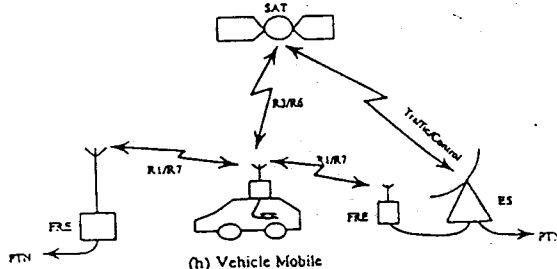 SAT
R3/R6
Traffic/Control
R1/R7
R1/R7
FRE
FRE
ES
PTN
PTN
(h) Vehicle Mobile